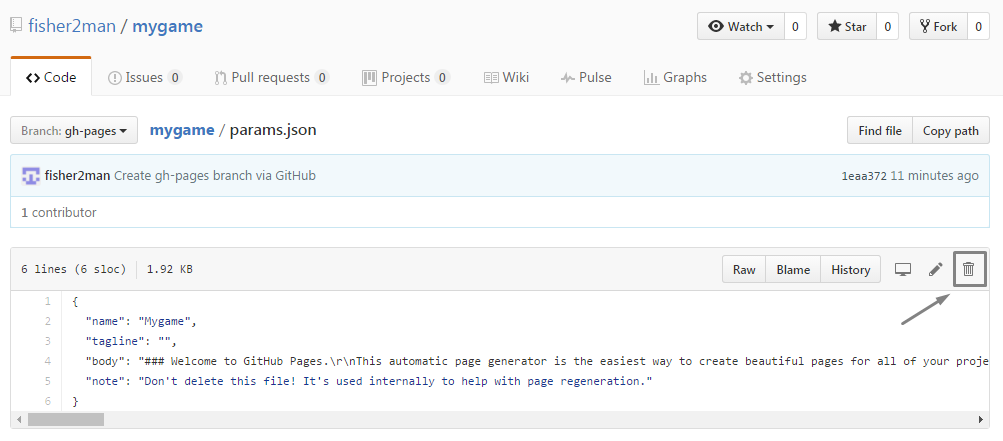 fisher2man / mygame
Watch 0 Star 0 Fork 0
Code Issues 0 Pull requests 0 Projects 0 Wiki Pulse Graphs Settings
Branch: gh-pages mygame / params.json Find file Copy path
fisher2man Create gh-pages branch via GitHub 1eaa372 11 minutes ago
1 contributor
6 lines (6 sloc) 1.92 KB Raw Blame History
1 {
2 "name": "Mygame",
3 "tagline": "",
4 "body": "### Welcome to GitHub Pages.\r\nThis automatic page generator is the easiest way to create beautiful pages for all of your proje
5 "note": "Don't delete this file! It's used internally to help with page regeneration."
6 }